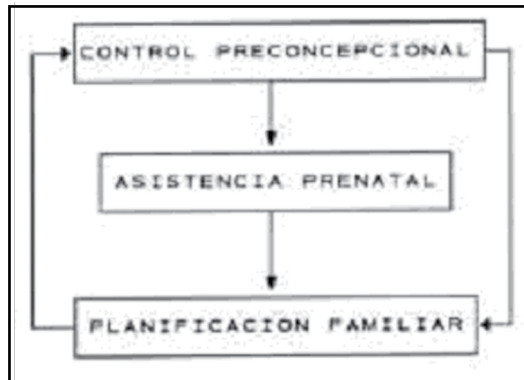 CONTROL PRECONCEPCIONAL
ASISTENCIA PRENATAL
PLANIFICACION FAMILIAR